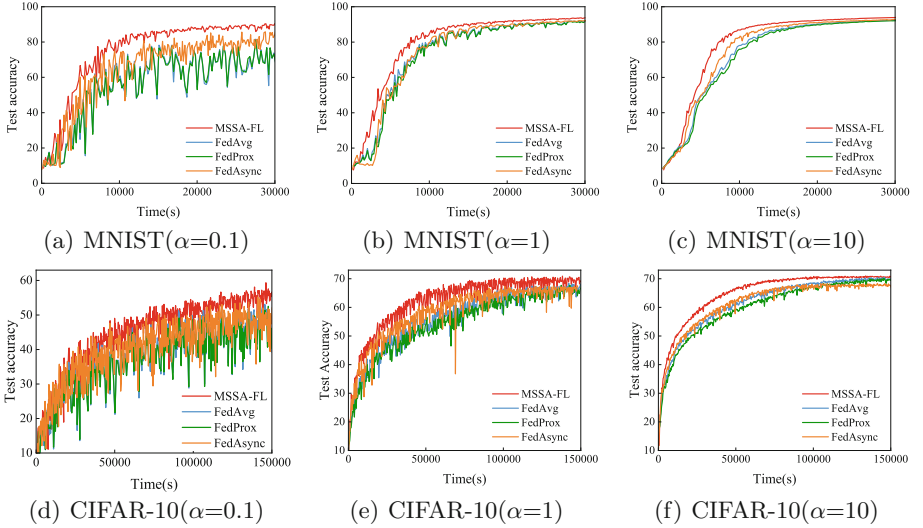 100
80
60
40
20
0
Test accuracy
MSSA-FL
FedAvg
FedProx
FedAsync
0 10000 20000 30000
Time(s)
(a) MNIST(α=0.1)
100
80
60
40
20
0
Test accuracy
MSSA-FL
FedAvg
FedProx
FedAsync
0 10000 20000 30000
Time(s)
(b) MNIST(α=1)
100
80
60
40
20
0
Test accuracy
MSSA-FL
FedAvg
FedProx
FedAsync
0 10000 20000 30000
Time(s)
(c) MNIST(α=10)
60
50
40
30
20
10
Test accuracy
MSSA-FL
FedAvg
FedProx
FedAsync
0 50000 100000 150000
Time(s)
(d) CIFAR-10(α=0.1)
70
60
50
40
30
20
10
Test Accuracy
MSSA-FL
FedAvg
FedProx
FedAsync
0 50000 100000 150000
Time(s)
(e) CIFAR-10(α=1)
70
60
50
40
30
20
10
Test accuracy
MSSA-FL
FedAvg
FedProx
FedAsync
0 50000 100000 150000
Time(s)
(f) CIFAR-10(α=10)